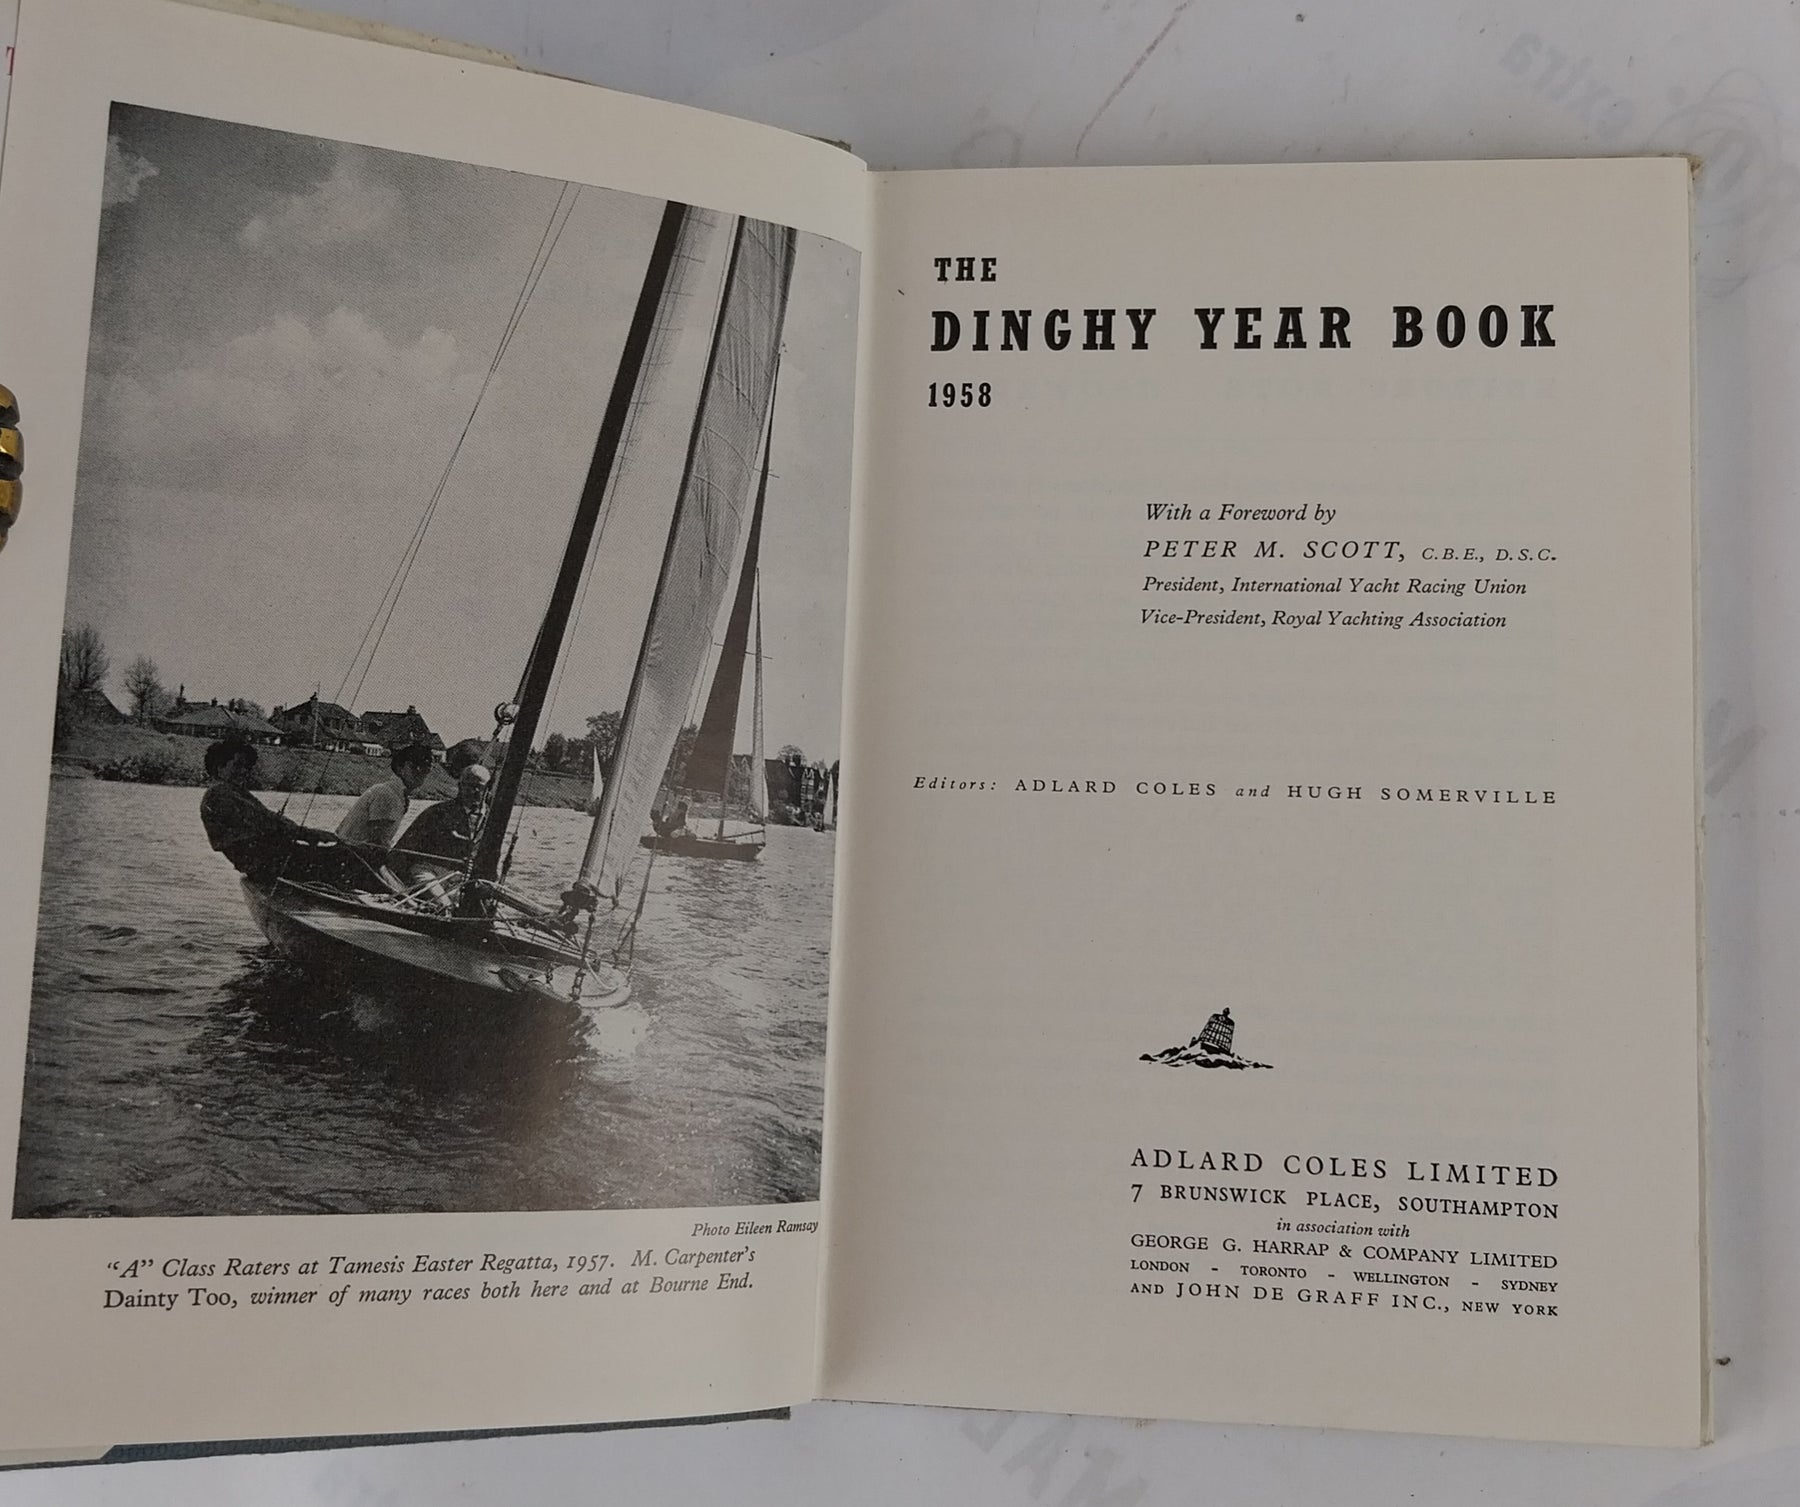 Photo Eileen Ramsay
“A” Class Raters at Tamesis Easter Regatta, 1957. M. Carpenter’s
Dainty Too, winner of many races both here and at Bourne End.
THE
DINGHY YEAR BOOK
1958
With a Foreword by
PETER M. SCOTT, C.B.E., D.S.C.
President, International Yacht Racing Union
Vice-President, Royal Yachting Association
Editors: ADLARD COLES and HUGH SOMERVILLE
ADLARD COLES LIMITED
7 BRUNSWICK PLACE, SOUTHAMPTON
in association with
GEORGE G. HARRAP & COMPANY LIMITED
LONDON - TORONTO - WELLINGTON - SYDNEY
AND JOHN DE GRAFF INC., NEW YORK
extra